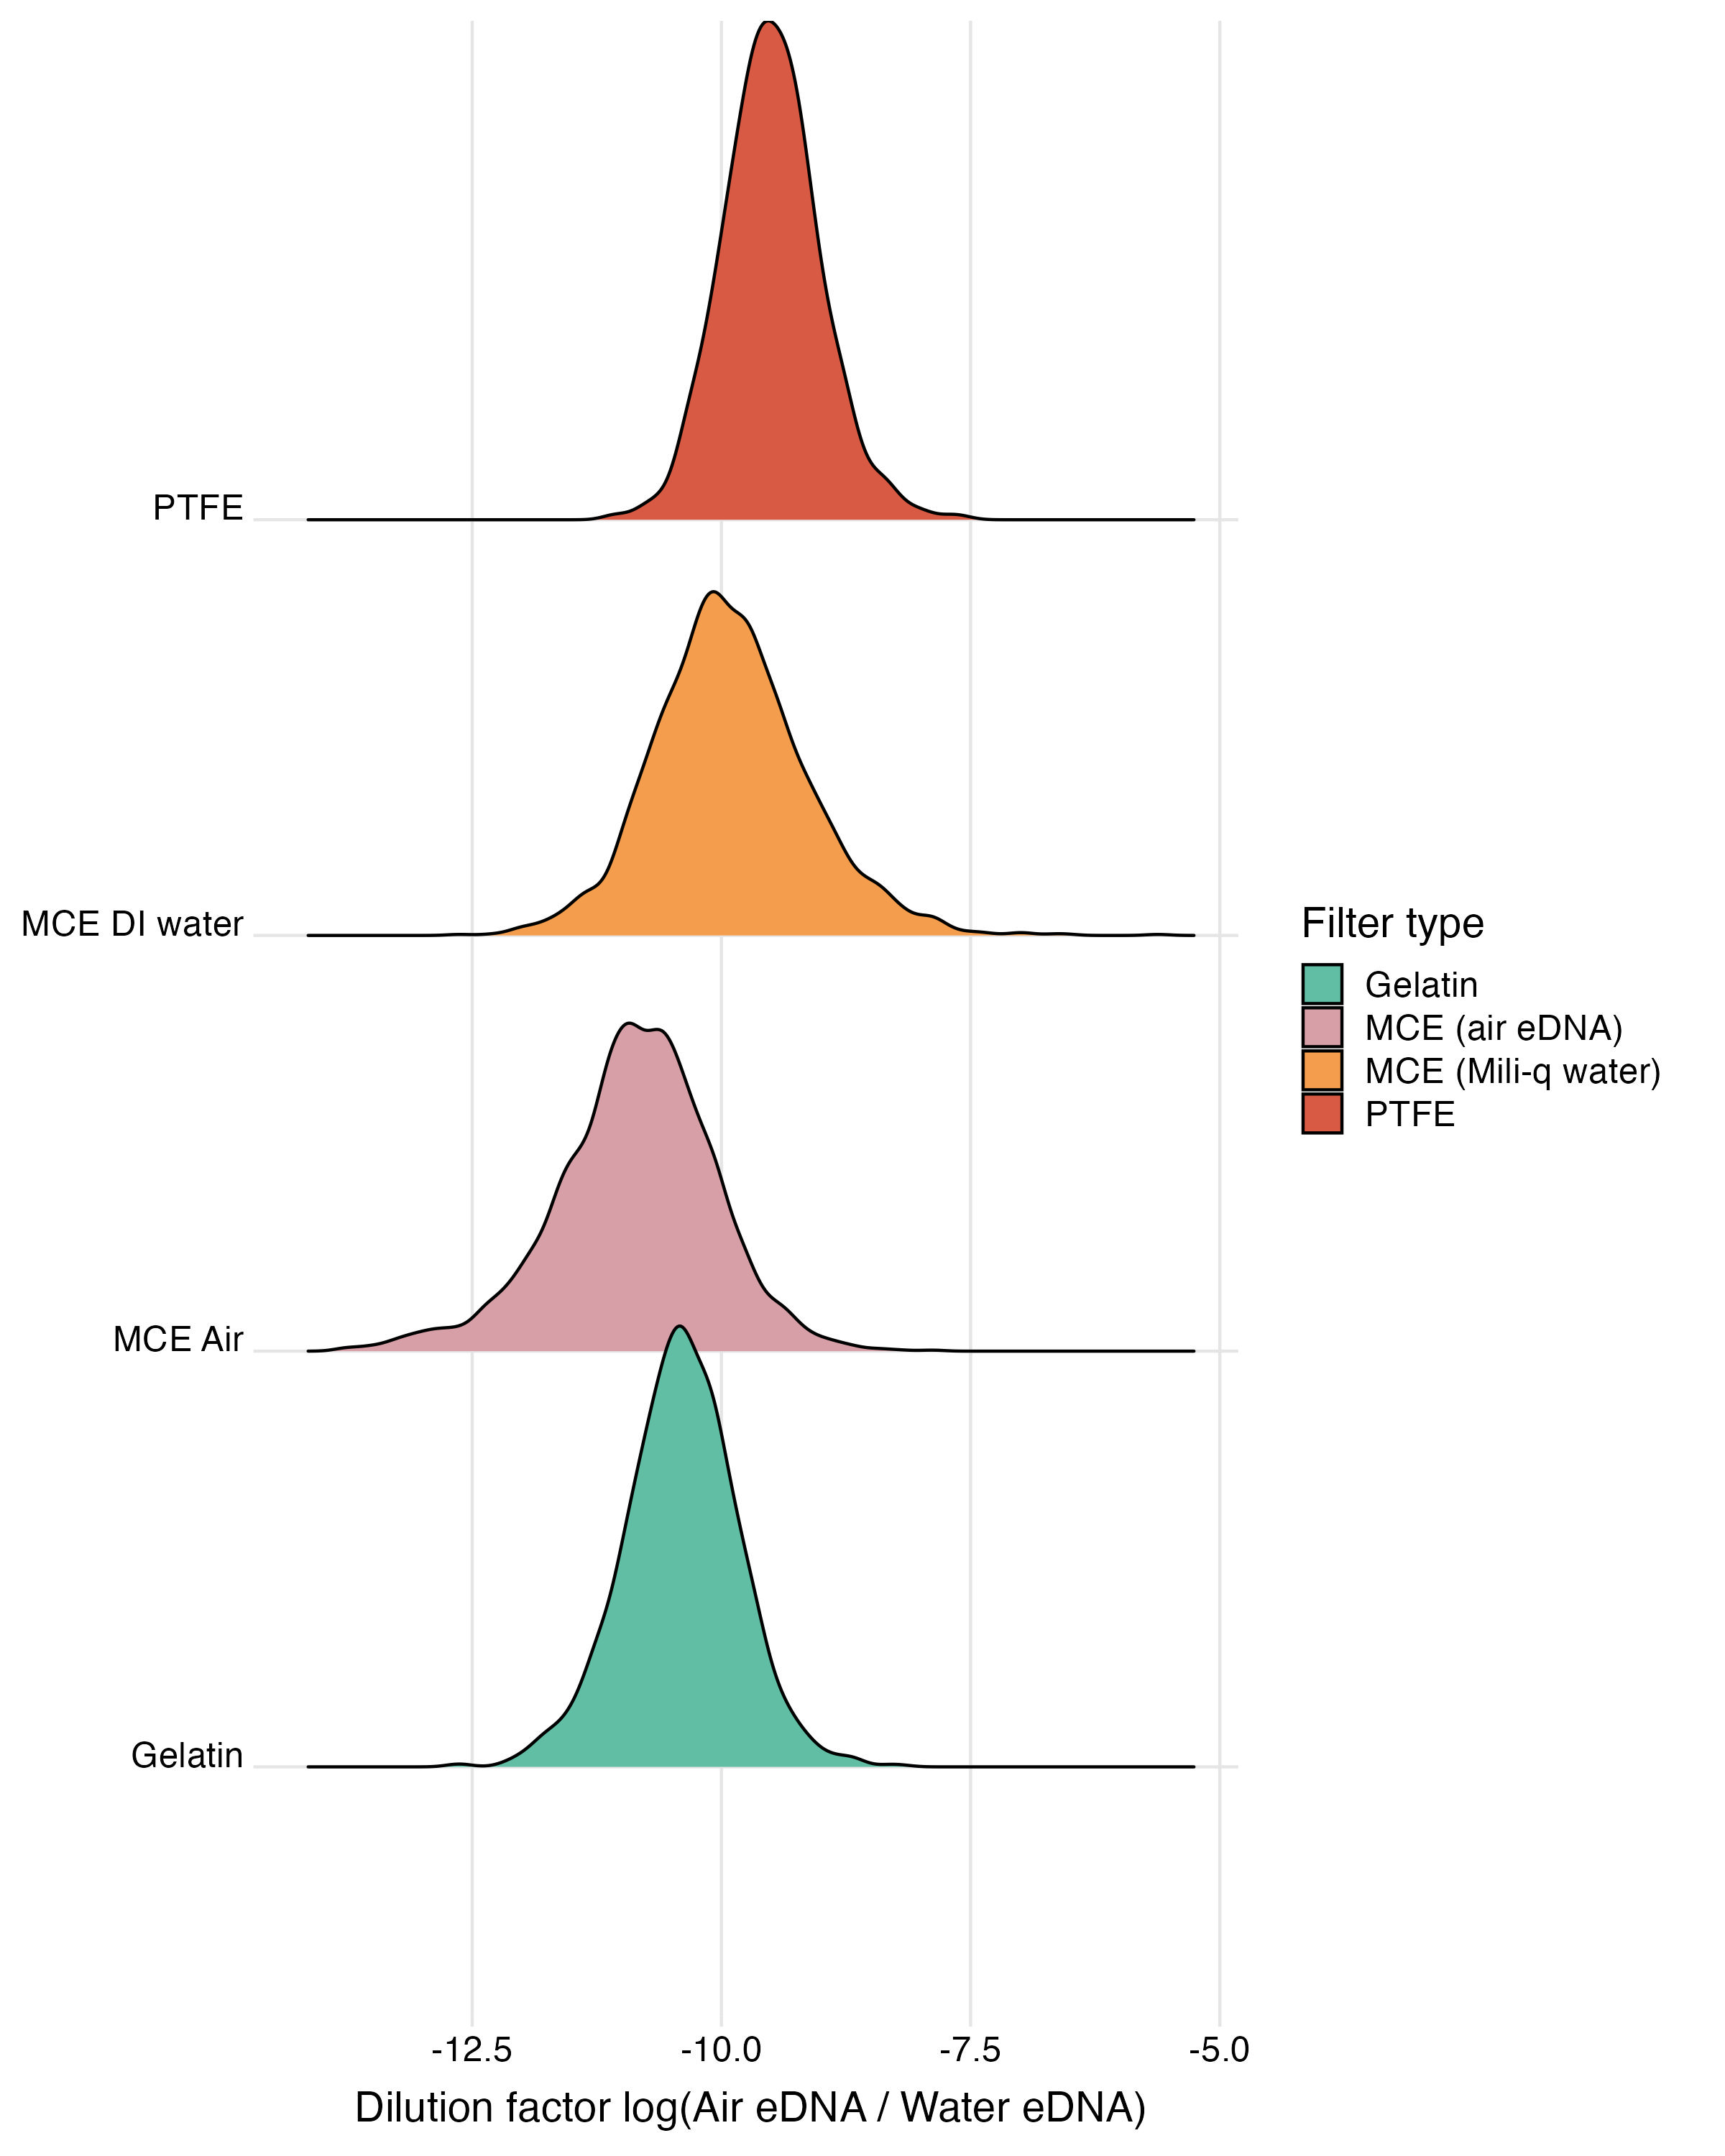 PTFE
MCE DI water
MCE Air
Gelatin
Filter type
Gelatin
MCE (air eDNA)
MCE (Mili-q water)
PTFE
-12.5 -10.0 -7.5 -5.0
Dilution factor log(Air eDNA / Water eDNA)